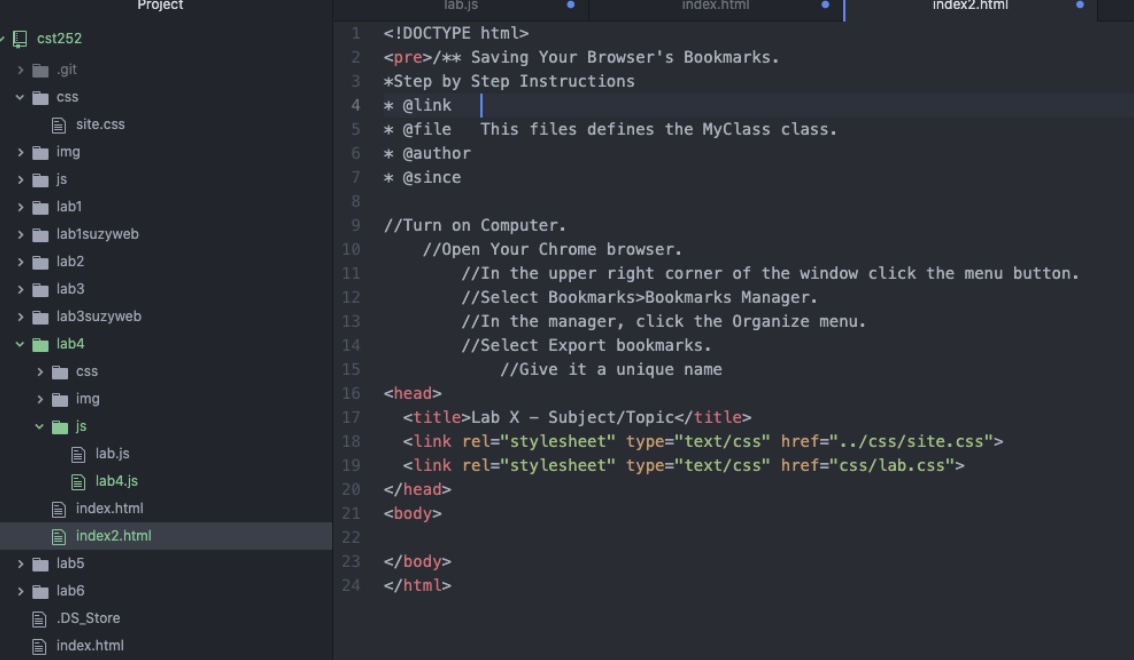 Project
lab.js
index.html
index2.html
cst252
.git
css
site.css
img
js
lab1
lab1suzyweb
lab2
lab3
lab3suzyweb
lab4
css
img
js
lab.js
lab4.js
index.html
index2.html
lab5
lab6
.DS_Store
index.html
1 <!DOCTYPE html>
2 <pre>/** Saving Your Browser's Bookmarks.
3 *Step by Step Instructions
4 * @link
5 * @file   This files defines the MyClass class.
6 * @author
7 * @since
8
9 //Turn on Computer.
10     //Open Your Chrome browser.
11         //In the upper right corner of the window click the menu button.
12         //Select Bookmarks>Bookmarks Manager.
13         //In the manager, click the Organize menu.
14         //Select Export bookmarks.
15             //Give it a unique name
16 <head>
17   <title>Lab X – Subject/Topic</title>
18   <link rel="stylesheet" type="text/css" href="../css/site.css">
19   <link rel="stylesheet" type="text/css" href="css/lab.css">
20 </head>
21 <body>
22
23 </body>
24 </html>